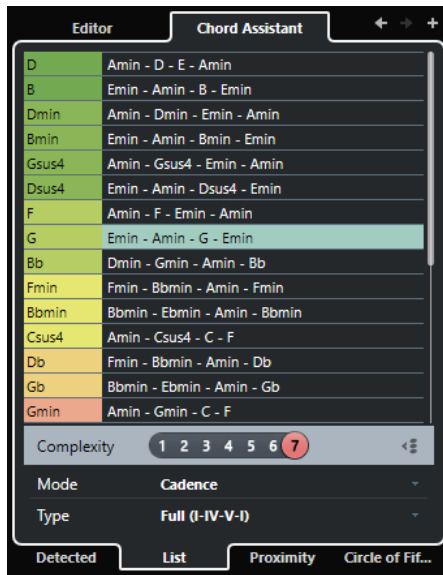 Editor Chord Assistant
D Amin - D - E - Amin
B Emin - Amin - B - Emin
Dmin Amin - Dmin - Emin - Amin
Bmin Emin - Amin - Bmin - Emin
Gsus4 Amin - Gsus4 - Emin - Amin
Dsus4 Emin - Amin - Dsus4 - Emin
F Amin - F - Emin - Amin
G Emin - Amin - G - Emin
Bb Dmin - Gmin - Amin - Bb
Fmin Fmin - Bbmin - Amin - Fmin
Bbmin Bbmin - Ebmin - Amin - Bbmin
Csus4 Amin - Csus4 - C - F
Db Fmin - Bbmin - Amin - Db
Gb Bbmin - Ebmin - Amin - Gb
Gmin Amin - Gmin - C - F
Complexity 1 2 3 4 5 6 7
Mode Cadence
Type Full (I-IV-V-I)
Detected List Proximity Circle of Fif...